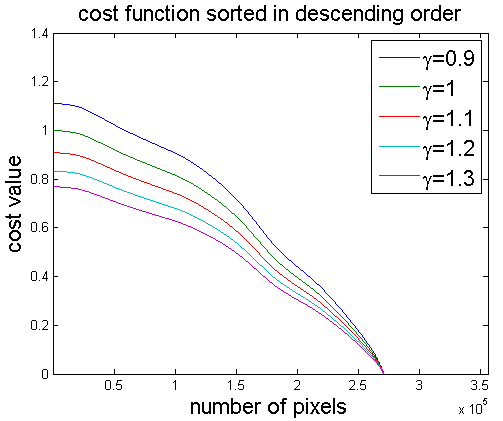 cost function sorted in descending order
1.4
1.2
1
0.8
0.6
0.4
0.2
0
cost value
γ=0.9
γ=1
γ=1.1
γ=1.2
γ=1.3
0.5 1 1.5 2 2.5 3 3.5
x 10^5
number of pixels